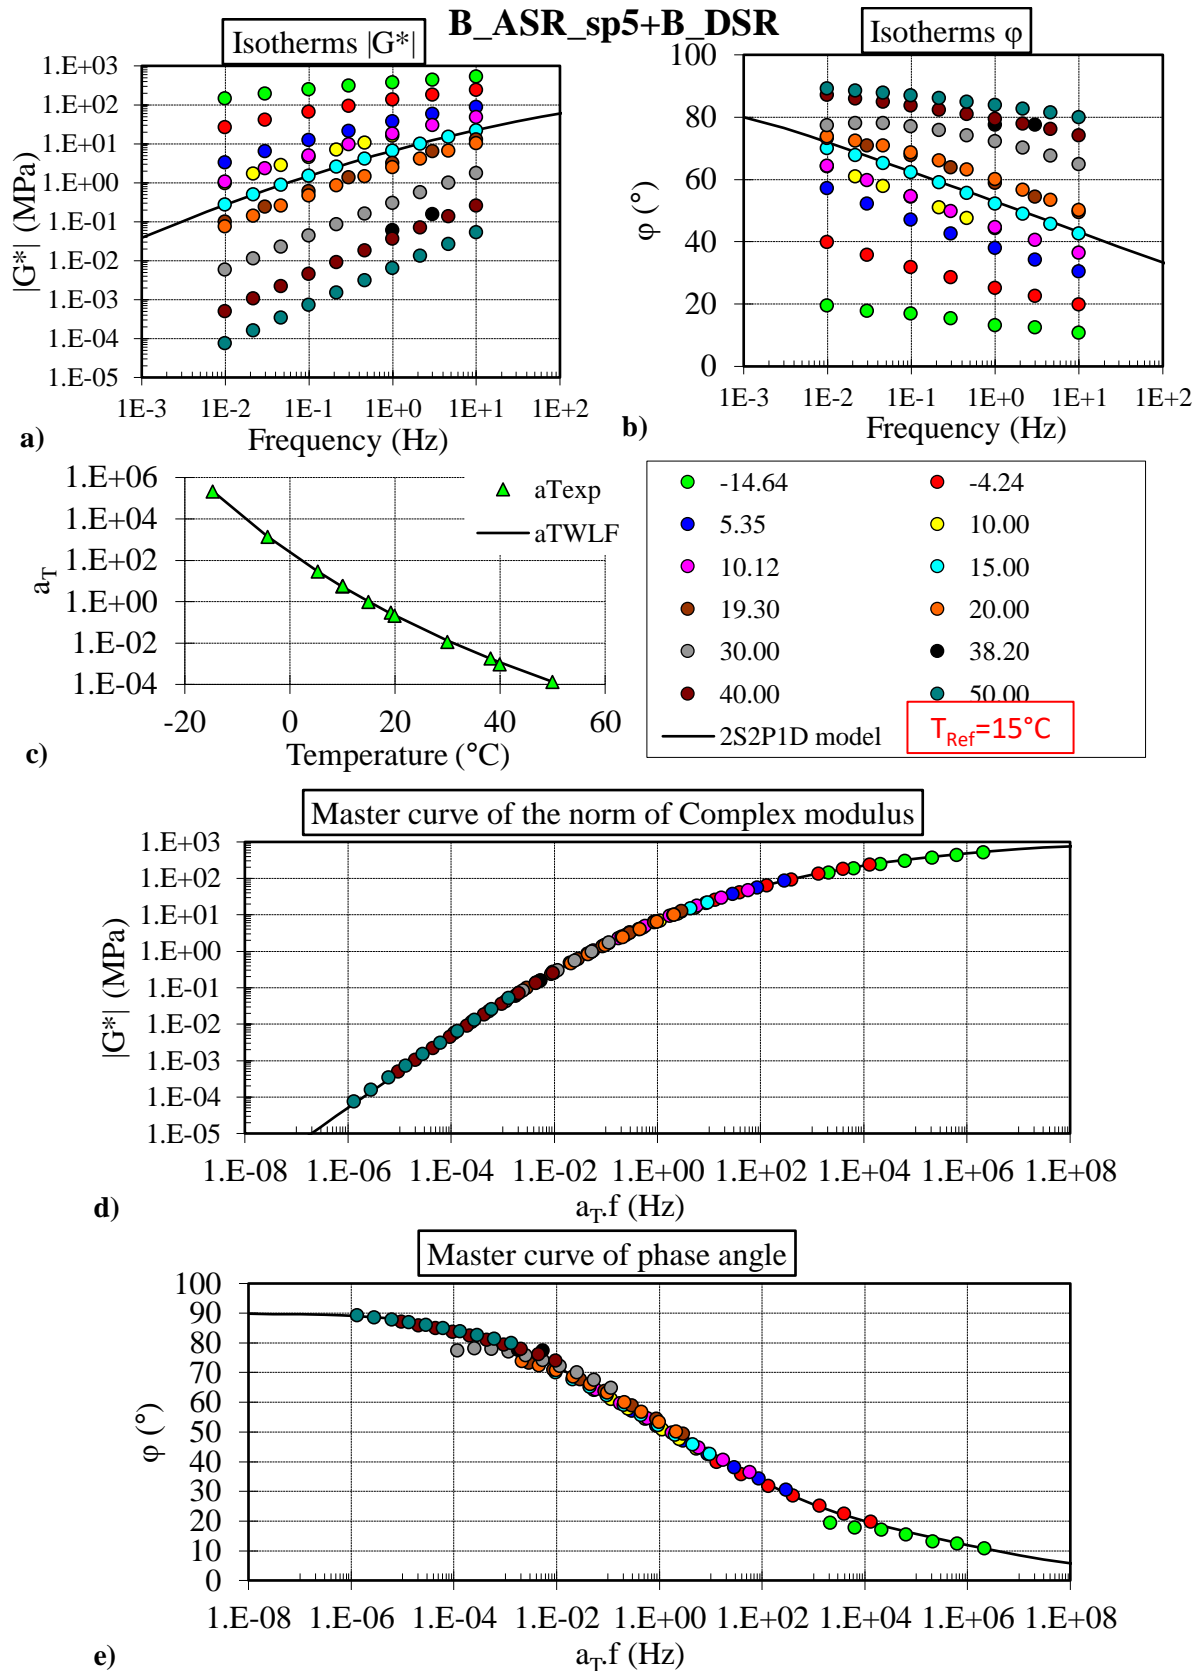 B_ASR_sp5+B_DSR
Isotherms |G*|
1.E+03
1.E+02
1.E+01
1.E+00
1.E-01
1.E-02
1.E-03
1.E-04
1.E-05
|G*| (MPa)
1E-3 1E-2 1E-1 1E+0 1E+1 1E+2
Frequency (Hz)
a)
Isotherms φ
100
80
60
40
20
0
φ (°)
1E-3 1E-2 1E-1 1E+0 1E+1 1E+2
Frequency (Hz)
b)
1.E+06
1.E+04
1.E+02
1.E+00
1.E-02
1.E-04
aT
aTexp
aTWLF
-20 0 20 40 60
Temperature (°C)
c)
-14.64 -4.24
5.35 10.00
10.12 15.00
19.30 20.00
30.00 38.20
40.00 50.00
2S2P1D model
TRef=15°C
Master curve of the norm of Complex modulus
1.E+03
1.E+02
1.E+01
1.E+00
1.E-01
1.E-02
1.E-03
1.E-04
1.E-05
|G*| (MPa)
1.E-08 1.E-06 1.E-04 1.E-02 1.E+00 1.E+02 1.E+04 1.E+06 1.E+08
aT.f (Hz)
d)
Master curve of phase angle
100
90
80
70
60
50
40
30
20
10
0
φ (°)
1.E-08 1.E-06 1.E-04 1.E-02 1.E+00 1.E+02 1.E+04 1.E+06 1.E+08
aT.f (Hz)
e)